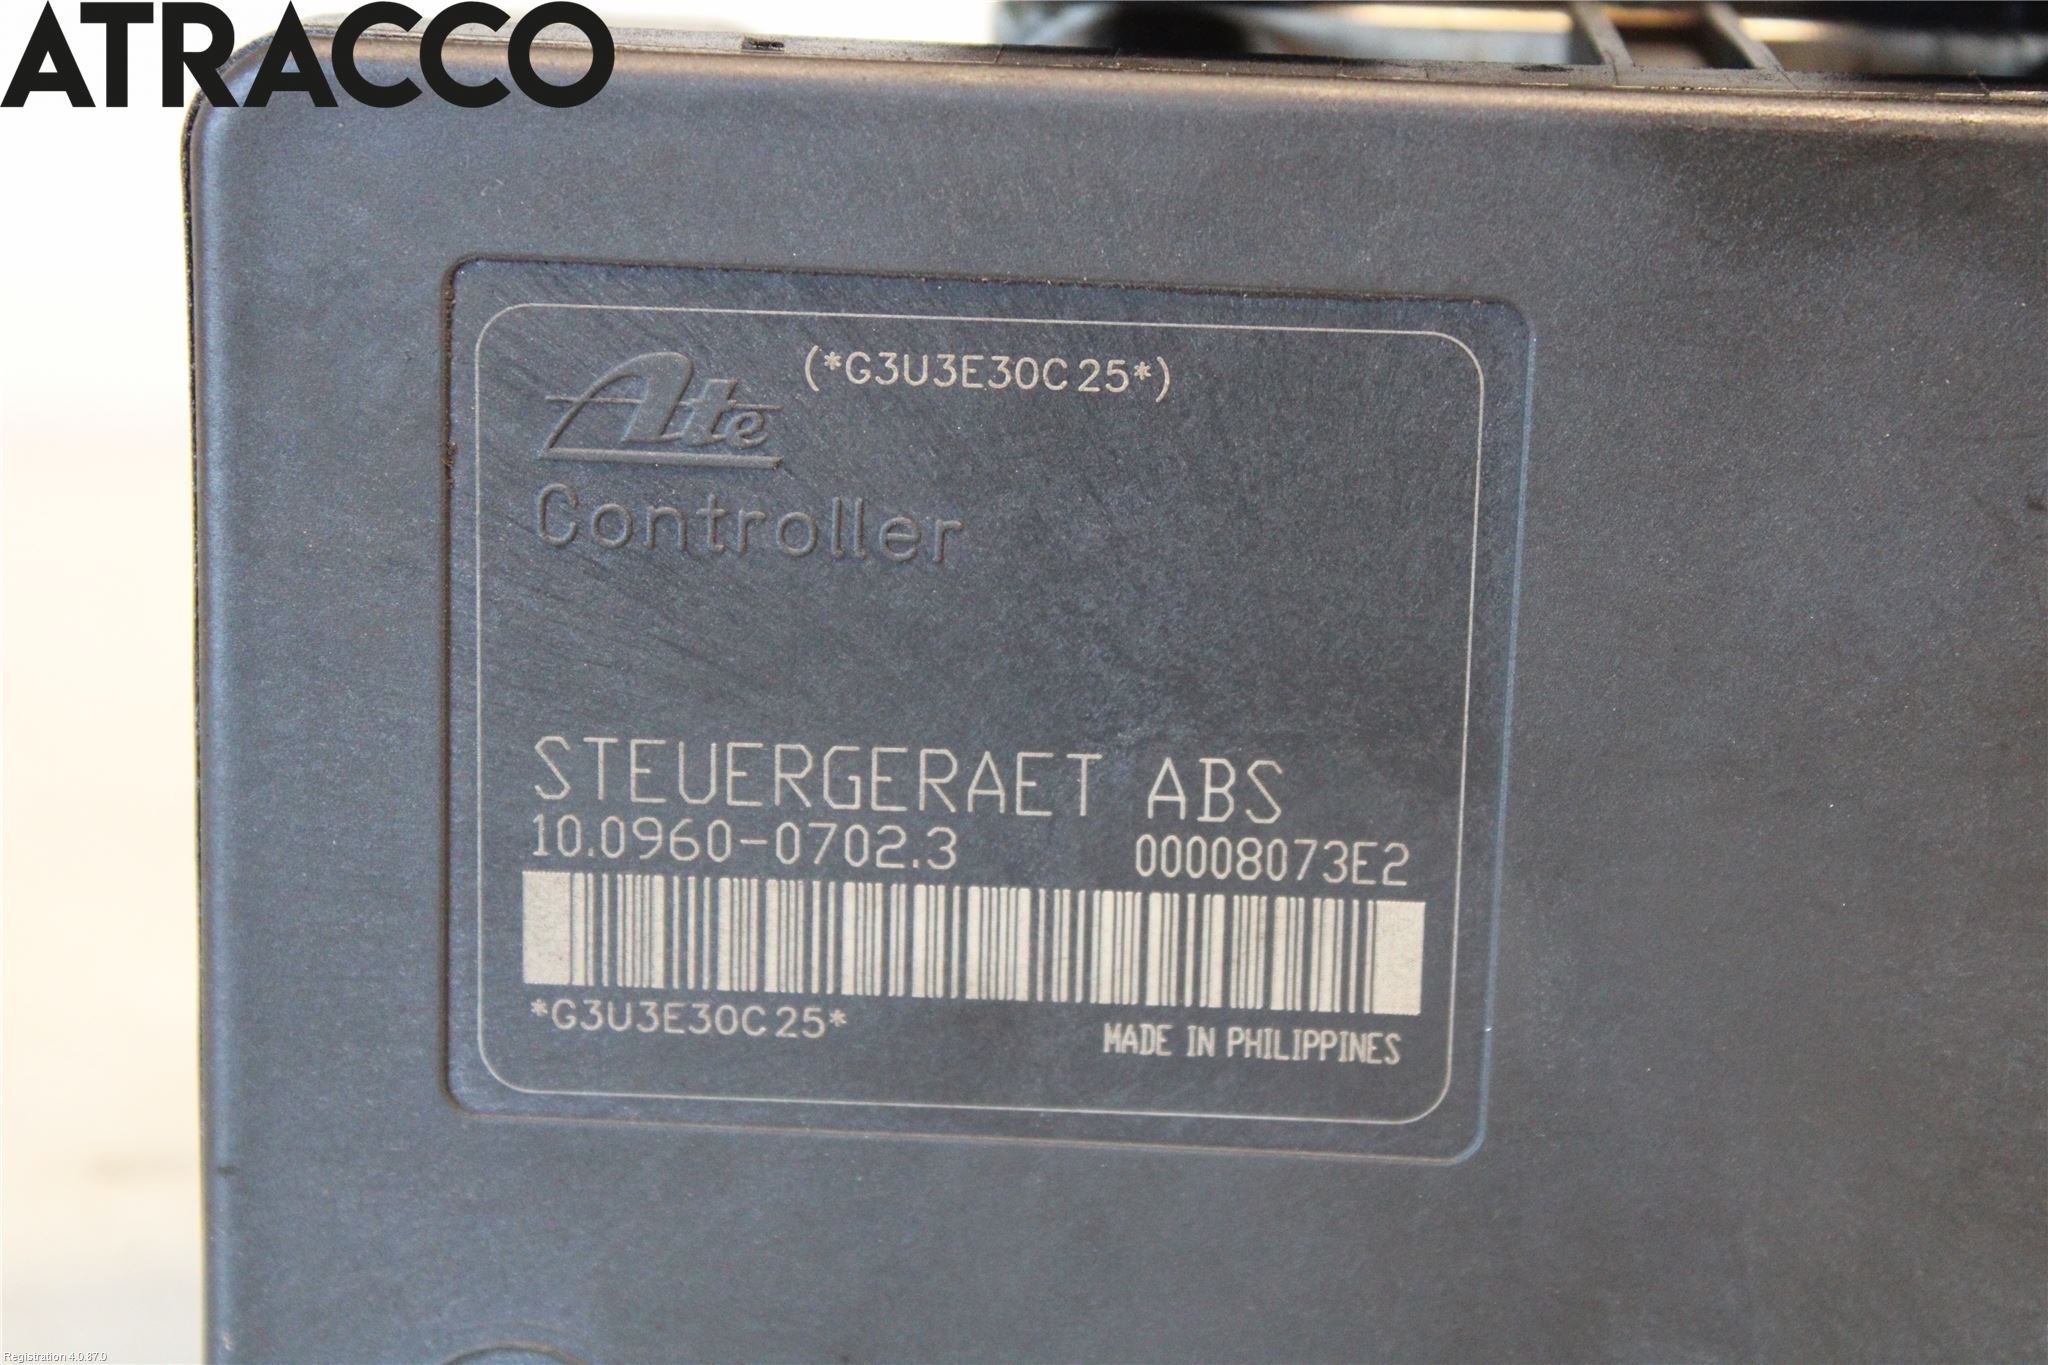 ATRACCO
(*G3U3E30C25*)
Ate
Controller
STEUERGERAET ABS
10.0960-0702.3 00008073E2
*G3U3E30C25*
MADE IN PHILIPPINES
Registration 4.0.87.0